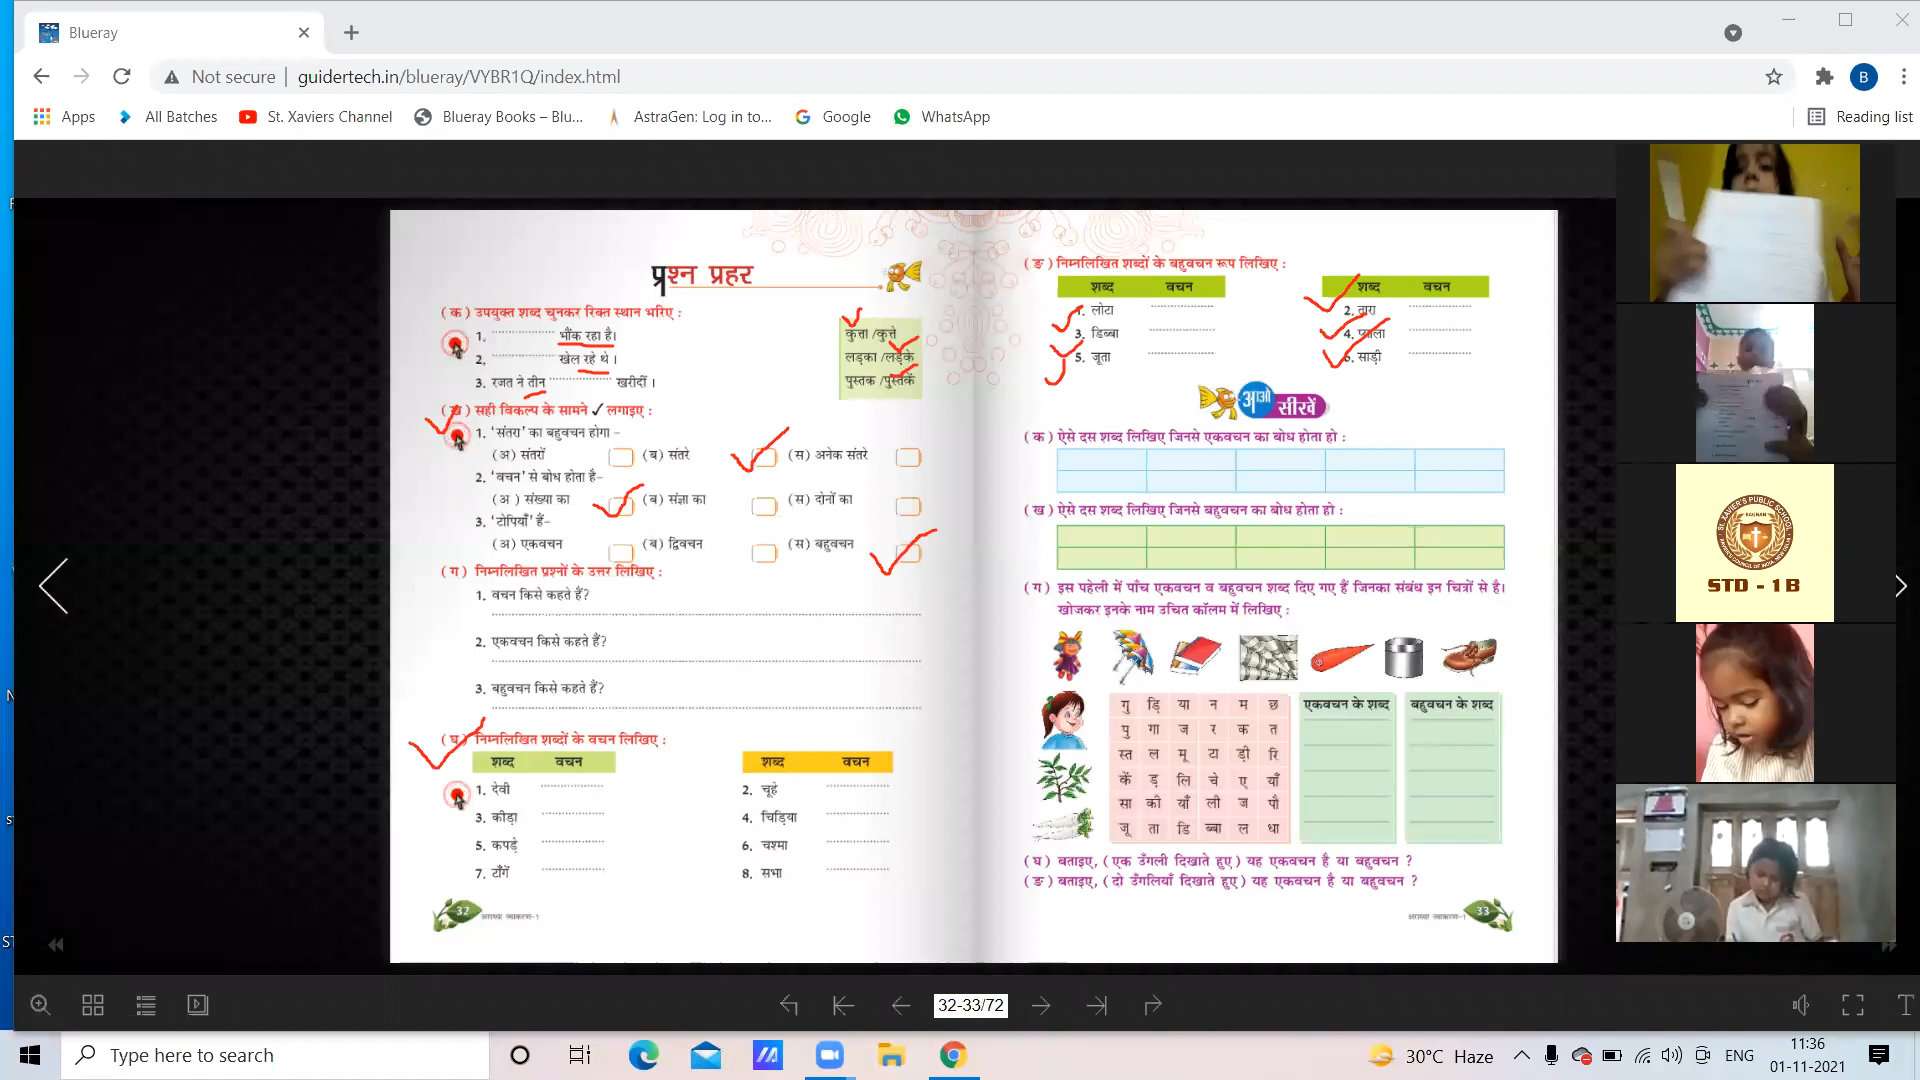 Blueray
Not secure
guidertech.in/blueray/VYBR1Q/index.html
B
Apps
All Batches
St. Xaviers Channel
Blueray Books – Blu...
AstraGen: Log in to...
Google
WhatsApp
Reading list
प्रश्न प्रहर
( क ) उपयुक्त शब्द चुनकर रिक्त स्थान भरिए :
1. भौंक रहा है।
कुत्ता /कुत्ते
2. खेल रहे थे ।
लड़का /लड़के
3. रजत ने तीन खरीदीं ।
पुस्तक /पुस्तकें
( ख ) सही विकल्प के सामने ✓ लगाइए :
1. ‘संतरा’ का बहुवचन होगा –
(अ) संतरों (ब) संतरे (स) अनेक संतरे
2. ‘वचन’ से बोध होता है–
(अ ) संख्या का (ब) संज्ञा का (स) दोनों का
3. ‘टोपियाँ’ हैं–
(अ) एकवचन (ब) द्विवचन (स) बहुवचन
( ग ) निम्नलिखित प्रश्नों के उत्तर लिखिए :
1. वचन किसे कहते हैं?
2. एकवचन किसे कहते हैं?
3. बहुवचन किसे कहते हैं?
( घ ) निम्नलिखित शब्दों के वचन लिखिए :
शब्द वचन शब्द वचन
1. देवी 2. चूहे
3. कीड़ा 4. चिड़िया
5. कपड़े 6. चश्मा
7. टाँगें 8. सभा
32
( ङ ) निम्नलिखित शब्दों के बहुवचन रूप लिखिए :
शब्द वचन शब्द वचन
1. लोटा 2. तारा
3. डिब्बा 4. प्याला
5. जूता 6. साड़ी
आओ सीखें
( क ) ऐसे दस शब्द लिखिए जिनसे एकवचन का बोध होता हो :
( ख ) ऐसे दस शब्द लिखिए जिनसे बहुवचन का बोध होता हो :
( ग ) इस पहेली में पाँच एकवचन व बहुवचन शब्द दिए गए हैं जिनका संबंध इन चित्रों से है।
खोजकर इनके नाम उचित कॉलम में लिखिए :
गु ड़ि या न म छ
पु गा ज र क त
स्त ल मू टा ड़ी रि
कें ड़ लि चे ए याँ
सा की याँ ली ज पौ
जू ता डि ब्बा ल धा
एकवचन के शब्द
बहुवचन के शब्द
( घ ) बताइए, ( एक उँगली दिखाते हुए ) यह एकवचन है या बहुवचन ?
( ङ ) बताइए, ( दो उँगलियाँ दिखाते हुए ) यह एकवचन है या बहुवचन ?
33
ST. XAVIER'S PUBLIC SCHOOL
STD - 1 B
32-33/72
Type here to search
30°C Haze
ENG
11:36
01-11-2021